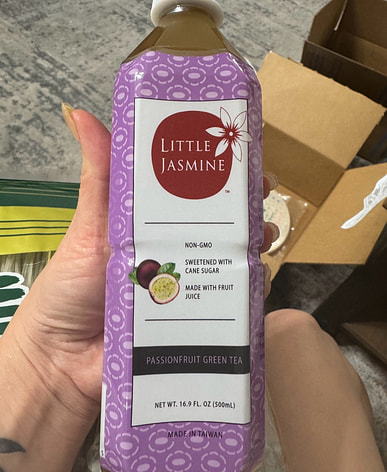 LITTLE
JASMINE
™
NON-GMO
SWEETENED WITH
CANE SUGAR
MADE WITH FRUIT
JUICE
PASSIONFRUIT GREEN TEA
NET WT. 16.9 FL. OZ (500mL)
MADE IN TAIWAN